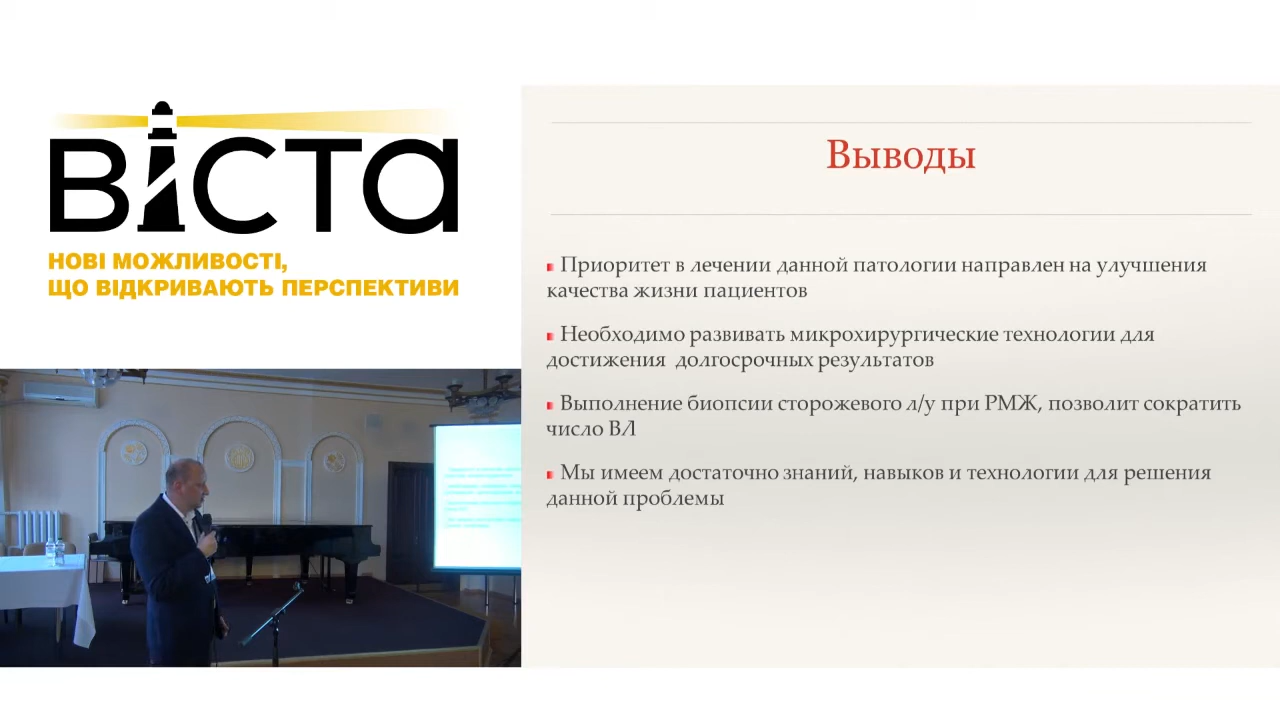 віста
НОВІ МОЖЛИВОСТІ,
ЩО ВІДКРИВАЮТЬ ПЕРСПЕКТИВИ
Выводы
Приоритет в лечении данной патологии направлен на улучшения
качества жизни пациентов
Необходимо развивать микрохирургические технологии для
достижения долгосрочных результатов
Выполнение биопсии сторожевого л/у при РМЖ, позволит сократить
число ВЛ
Мы имеем достаточно знаний, навыков и технологии для решения
данной проблемы